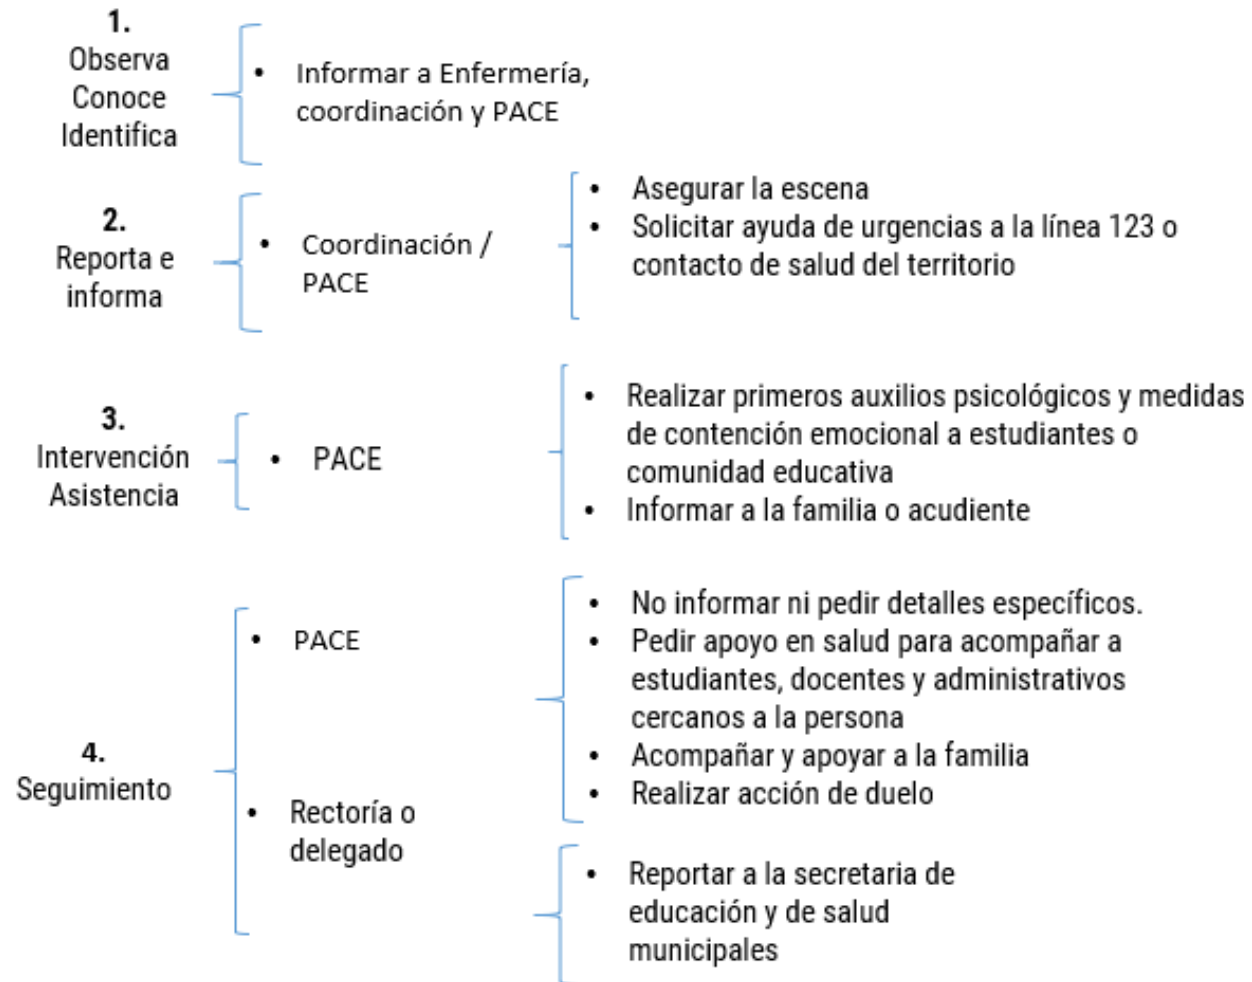 1.
Observa
Conoce
Identifica
• Informar a Enfermería,
coordinación y PACE
2.
Reporta e
informa
• Coordinación /
PACE
• Asegurar la escena
• Solicitar ayuda de urgencias a la línea 123 o
contacto de salud del territorio
3.
Intervención
Asistencia
• PACE
• Realizar primeros auxilios psicológicos y medidas
de contención emocional a estudiantes o
comunidad educativa
• Informar a la familia o acudiente
4.
Seguimiento
• PACE
• No informar ni pedir detalles específicos.
• Pedir apoyo en salud para acompañar a
estudiantes, docentes y administrativos
cercanos a la persona
• Acompañar y apoyar a la familia
• Realizar acción de duelo
• Rectoría o
delegado
• Reportar a la secretaria de
educación y de salud
municipales